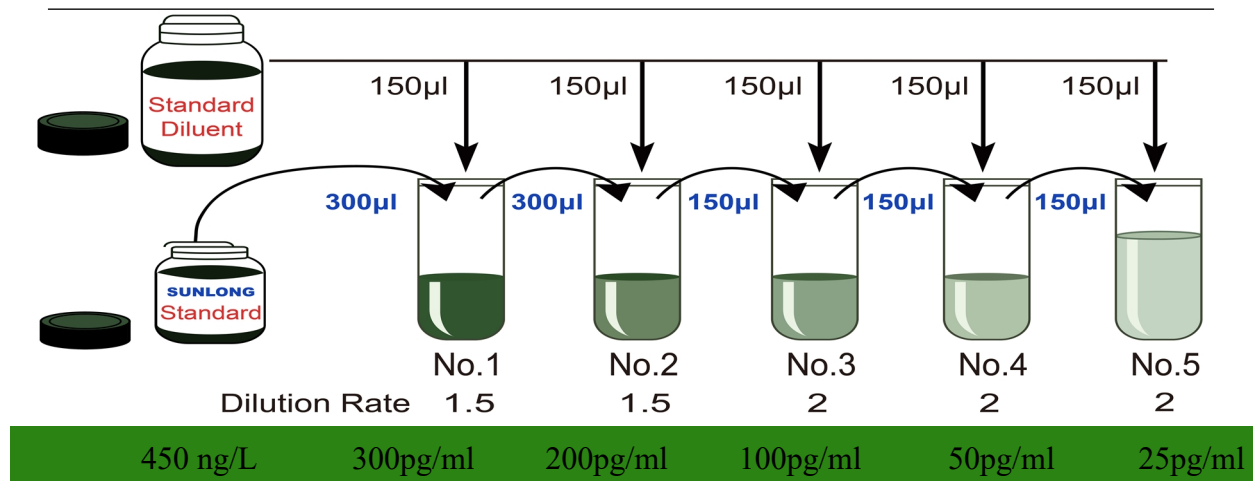 150µl 150µl 150µl 150µl 150µl
Standard
Diluent
300µl 300µl 150µl 150µl 150µl
SUNLONG
Standard
No.1 No.2 No.3 No.4 No.5
Dilution Rate 1.5 1.5 2 2 2
450 ng/L 300pg/ml 200pg/ml 100pg/ml 50pg/ml 25pg/ml